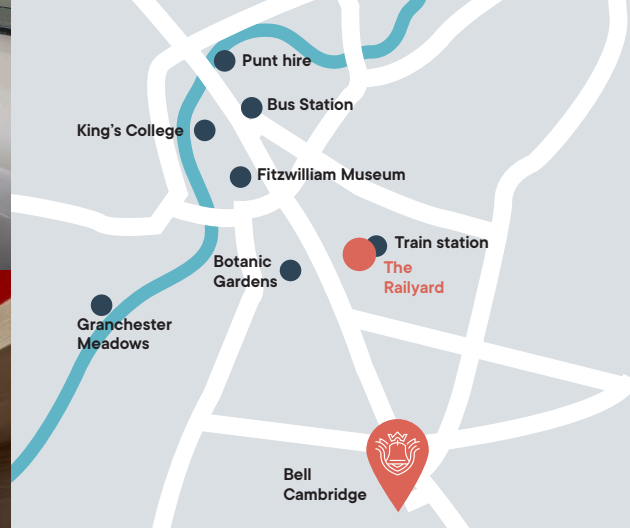 Punt hire
Bus Station
King's College
Fitzwilliam Museum
Train station
The
Railyard
Botanic
Gardens
Granchester
Meadows
Bell
Cambridge